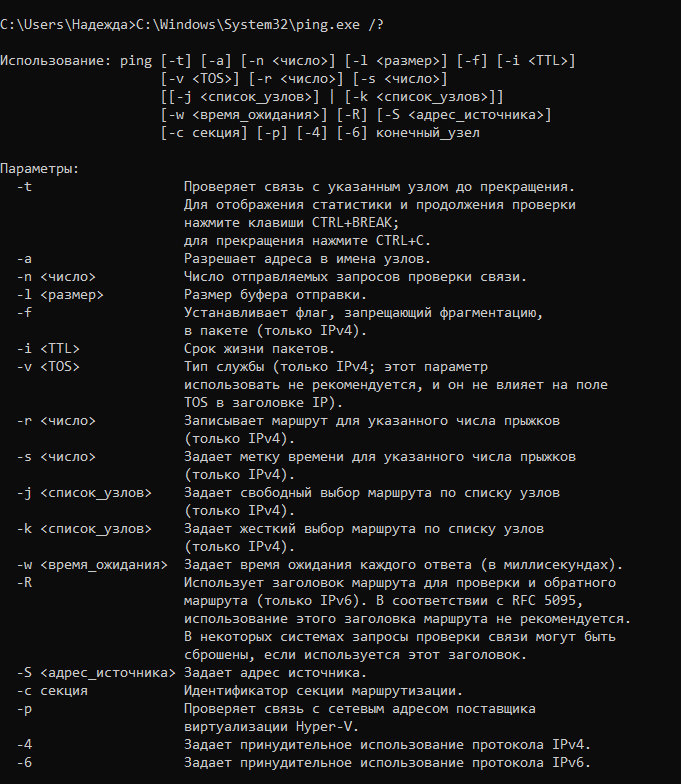 C:\Users\Надежда>C:\Windows\System32\ping.exe /?
Использование: ping [-t] [-a] [-n <число>] [-l <размер>] [-f] [-i <TTL>]
[-v <TOS>] [-r <число>] [-s <число>]
[[-j <список_узлов>] | [-k <список_узлов>]]
[-w <время_ожидания>] [-R] [-S <адрес_источника>]
[-c секция] [-p] [-4] [-6] конечный_узел
Параметры:
-t Проверяет связь с указанным узлом до прекращения.
Для отображения статистики и продолжения проверки
нажмите клавиши CTRL+BREAK;
для прекращения нажмите CTRL+C.
-a Разрешает адреса в имена узлов.
-n <число> Число отправляемых запросов проверки связи.
-l <размер> Размер буфера отправки.
-f Устанавливает флаг, запрещающий фрагментацию,
в пакете (только IPv4).
-i <TTL> Срок жизни пакетов.
-v <TOS> Тип службы (только IPv4; этот параметр
использовать не рекомендуется, и он не влияет на поле
TOS в заголовке IP).
-r <число> Записывает маршрут для указанного числа прыжков
(только IPv4).
-s <число> Задает метку времени для указанного числа прыжков
(только IPv4).
-j <список_узлов> Задает свободный выбор маршрута по списку узлов
(только IPv4).
-k <список_узлов> Задает жесткий выбор маршрута по списку узлов
(только IPv4).
-w <время_ожидания> Задает время ожидания каждого ответа (в миллисекундах).
-R Использует заголовок маршрута для проверки и обратного
маршрута (только IPv6). В соответствии с RFC 5095,
использование этого заголовка маршрута не рекомендуется.
В некоторых системах запросы проверки связи могут быть
сброшены, если используется этот заголовок.
-S <адрес_источника> Задает адрес источника.
-c секция Идентификатор секции маршрутизации.
-p Проверяет связь с сетевым адресом поставщика
виртуализации Hyper-V.
-4 Задает принудительное использование протокола IPv4.
-6 Задает принудительное использование протокола IPv6.